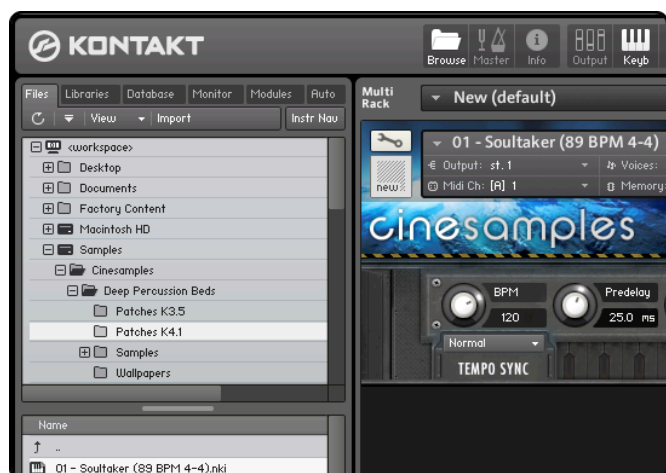 KONTAKT
Browse Master Info Output Keyb
Files Libraries Database Monitor Modules Auto
View Import Instr Nav
<workspace>
Desktop
Documents
Factory Content
Macintosh HD
Samples
Cinesamples
Deep Percussion Beds
Patches K3.5
Patches K4.1
Samples
Wallpapers
Name
..
01 - Soultaker (89 BPM 4-4).nki
Multi
Rack
New (default)
01 - Soultaker (89 BPM 4-4)
Output: st. 1 Voices:
new
Midi Ch: [A] 1 Memory:
cinesamples
BPM Predelay
120 25.0 ms
Normal
TEMPO SYNC